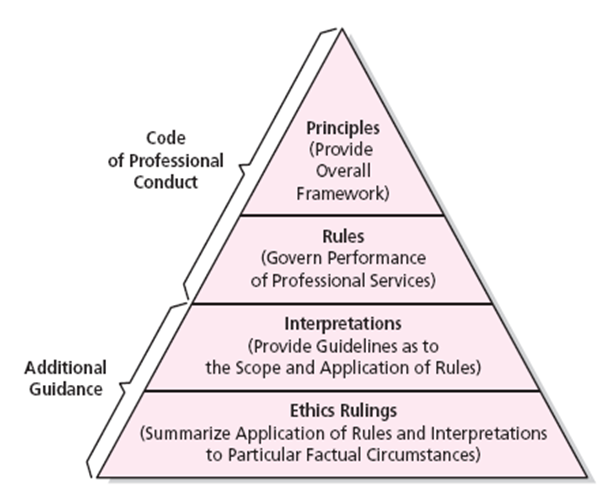 Code
of Professional
Conduct
Principles
(Provide
Overall
Framework)
Rules
(Govern Performance
of Professional Services)
Additional
Guidance
Interpretations
(Provide Guidelines as to
the Scope and Application of Rules)
Ethics Rulings
(Summarize Application of Rules and Interpretations
to Particular Factual Circumstances)